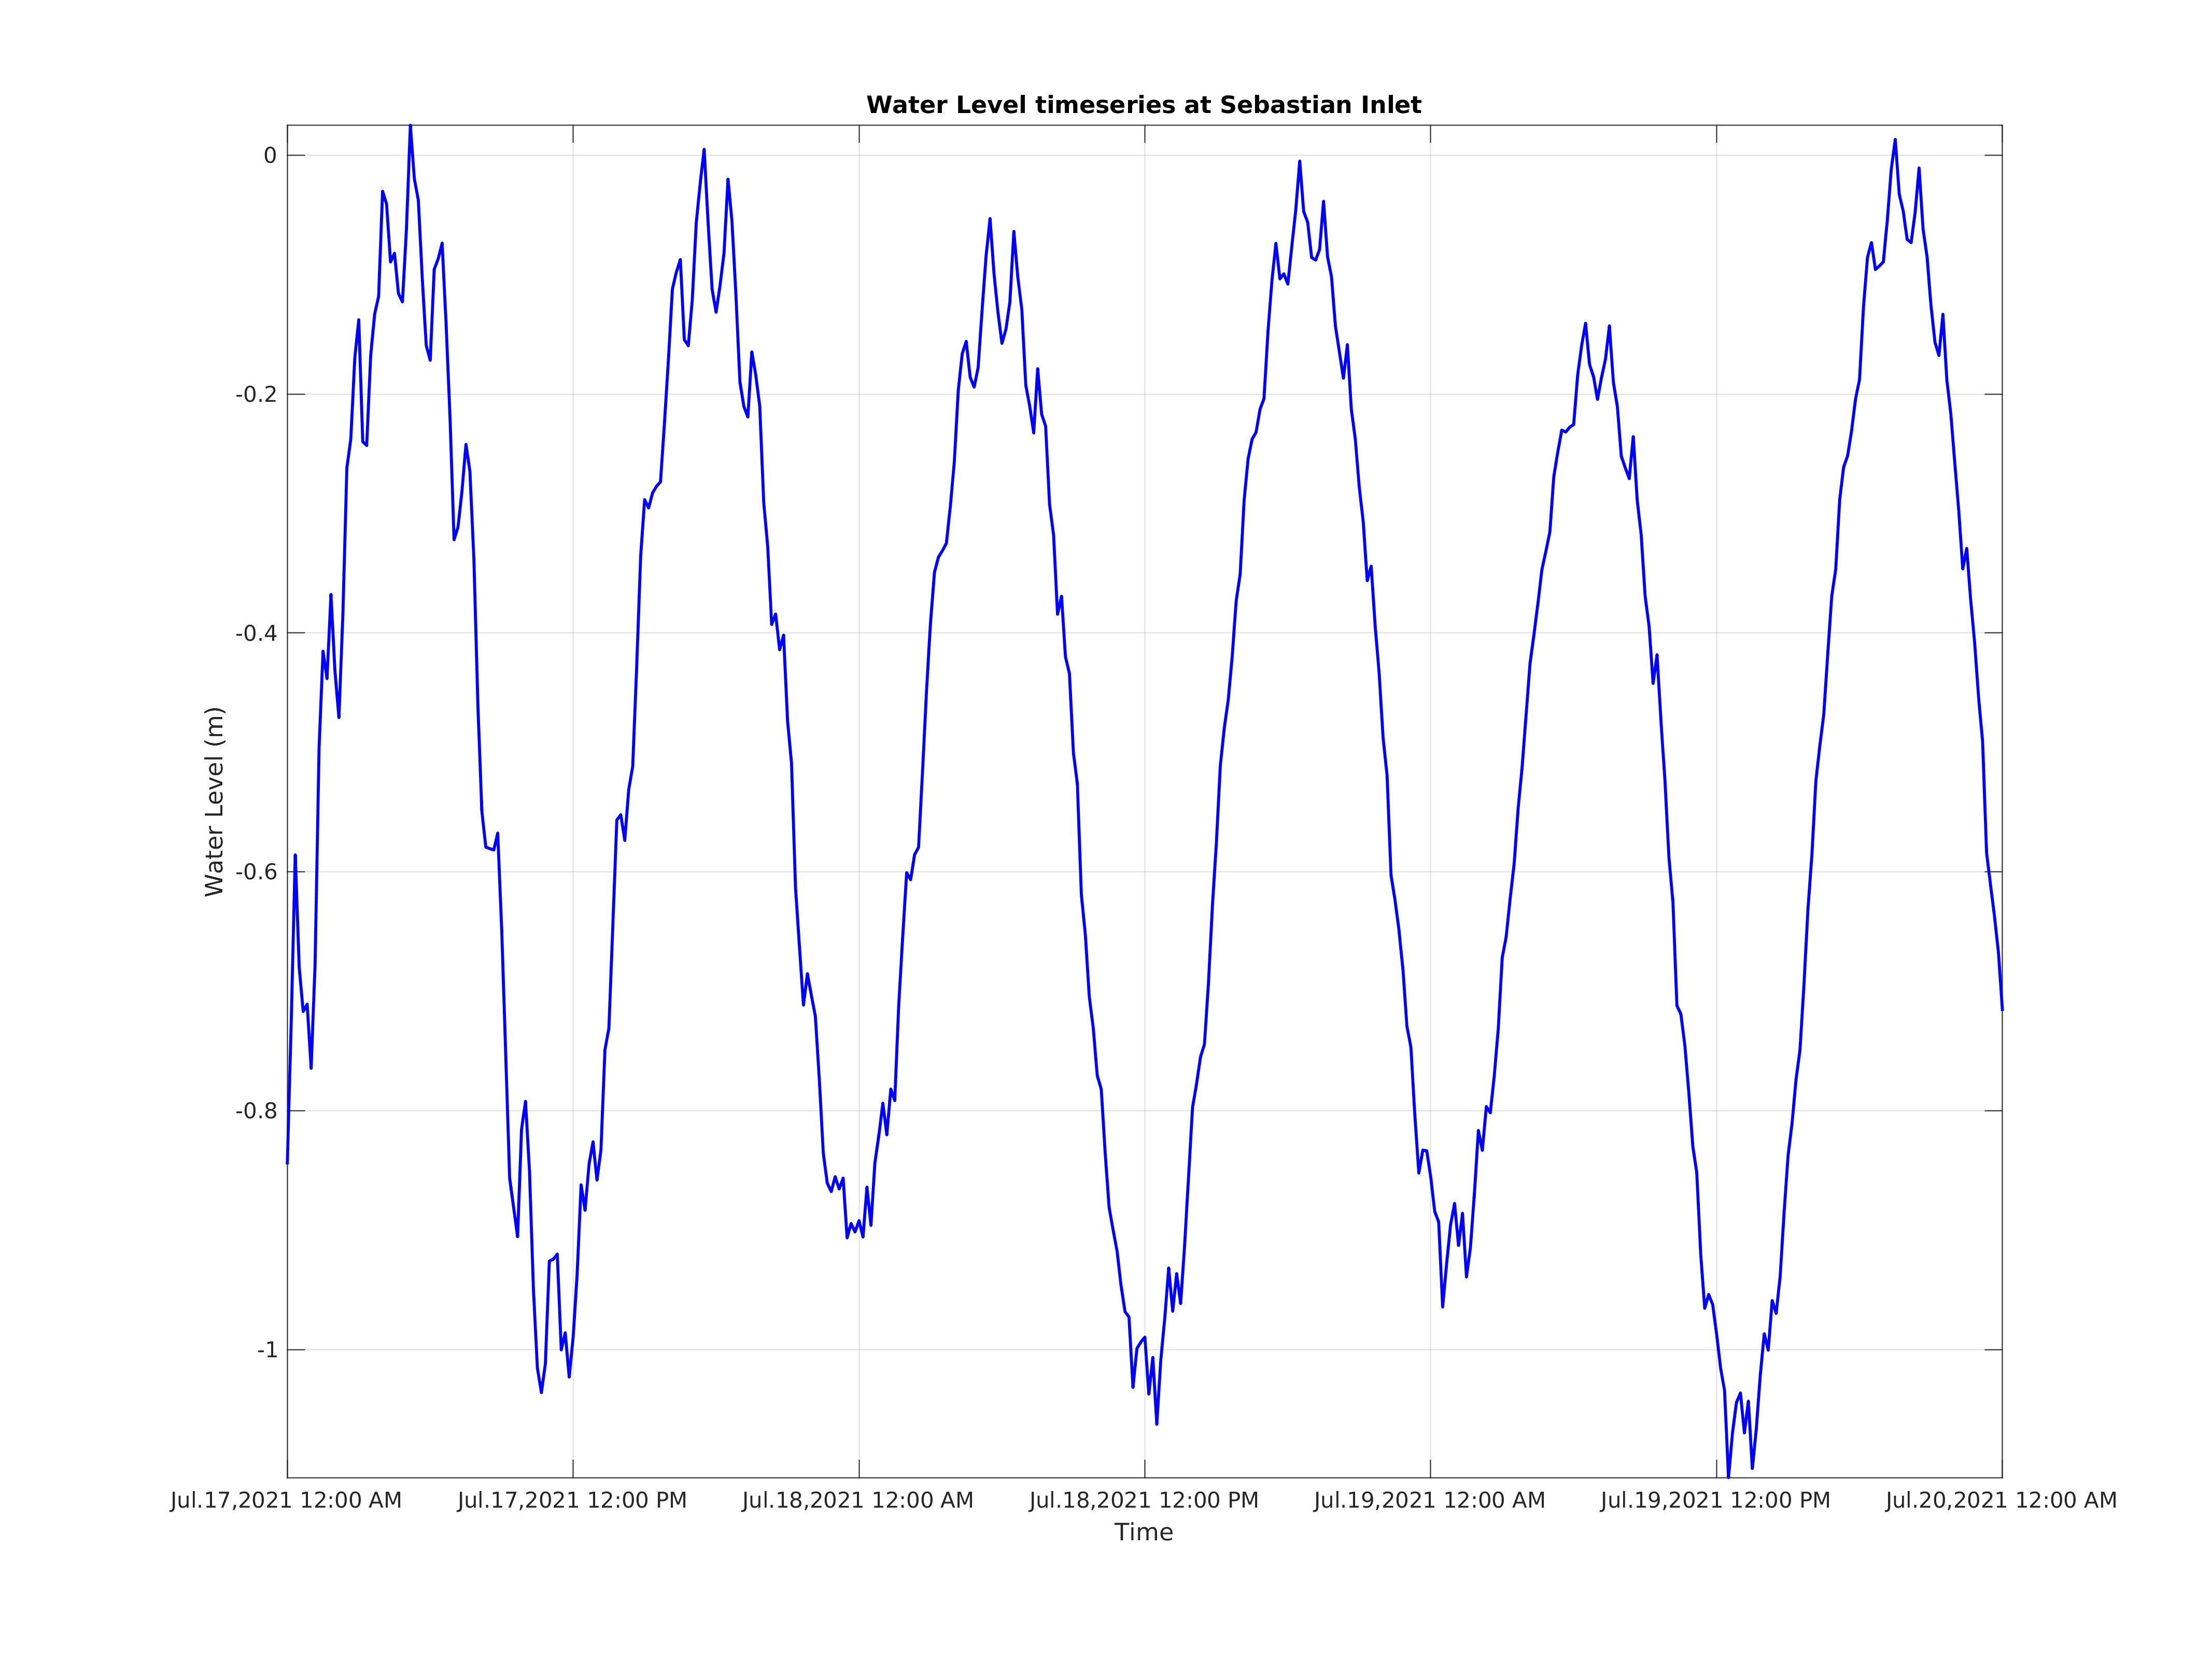 Water Level timeseries at Sebastian Inlet
0
-0.2
-0.4
-0.6
-0.8
-1
Water Level (m)
Jul.17,2021 12:00 AM
Jul.17,2021 12:00 PM
Jul.18,2021 12:00 AM
Jul.18,2021 12:00 PM
Jul.19,2021 12:00 AM
Jul.19,2021 12:00 PM
Jul.20,2021 12:00 AM
Time